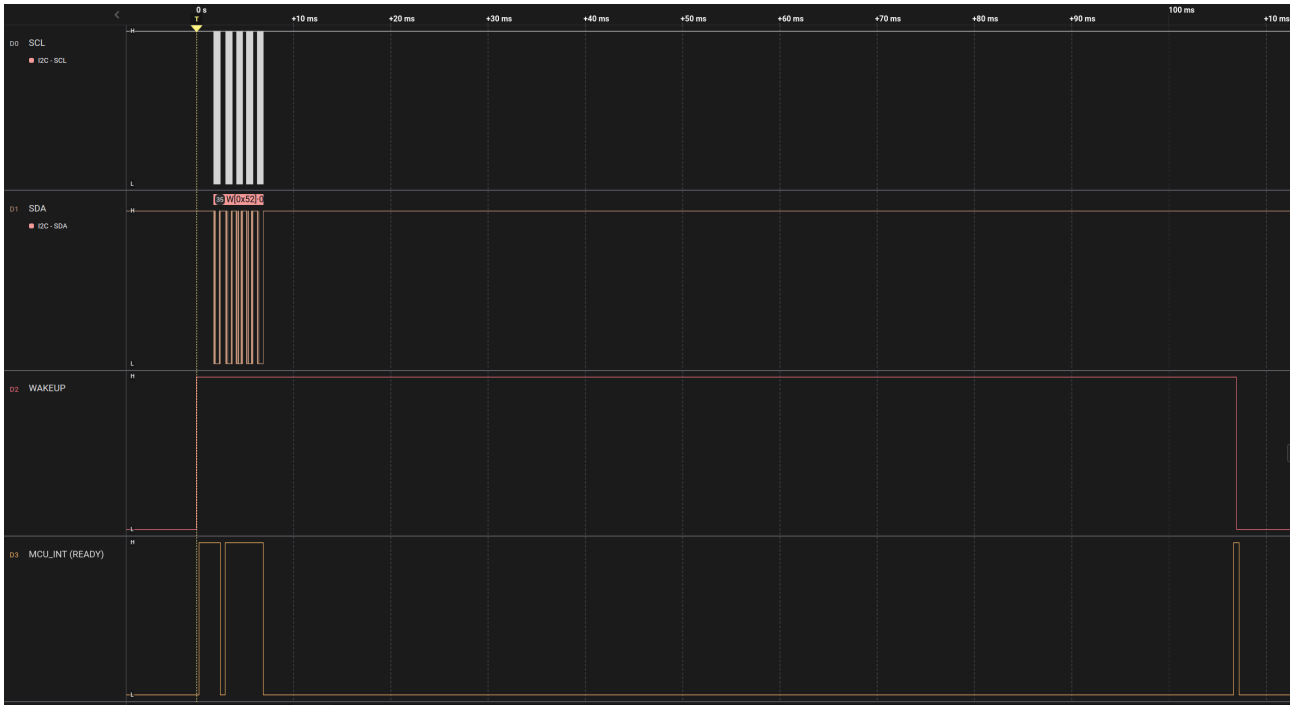 0 s
100 ms
T +10 ms +20 ms +30 ms +40 ms +50 ms +60 ms +70 ms +80 ms +90 ms +10 ms
H
D0 SCL
I2C - SCL
L
[35] W[0x52]
D1 SDA
H
I2C - SDA
L
H
D2 WAKEUP
L
H
D3 MCU_INT (READY)
L